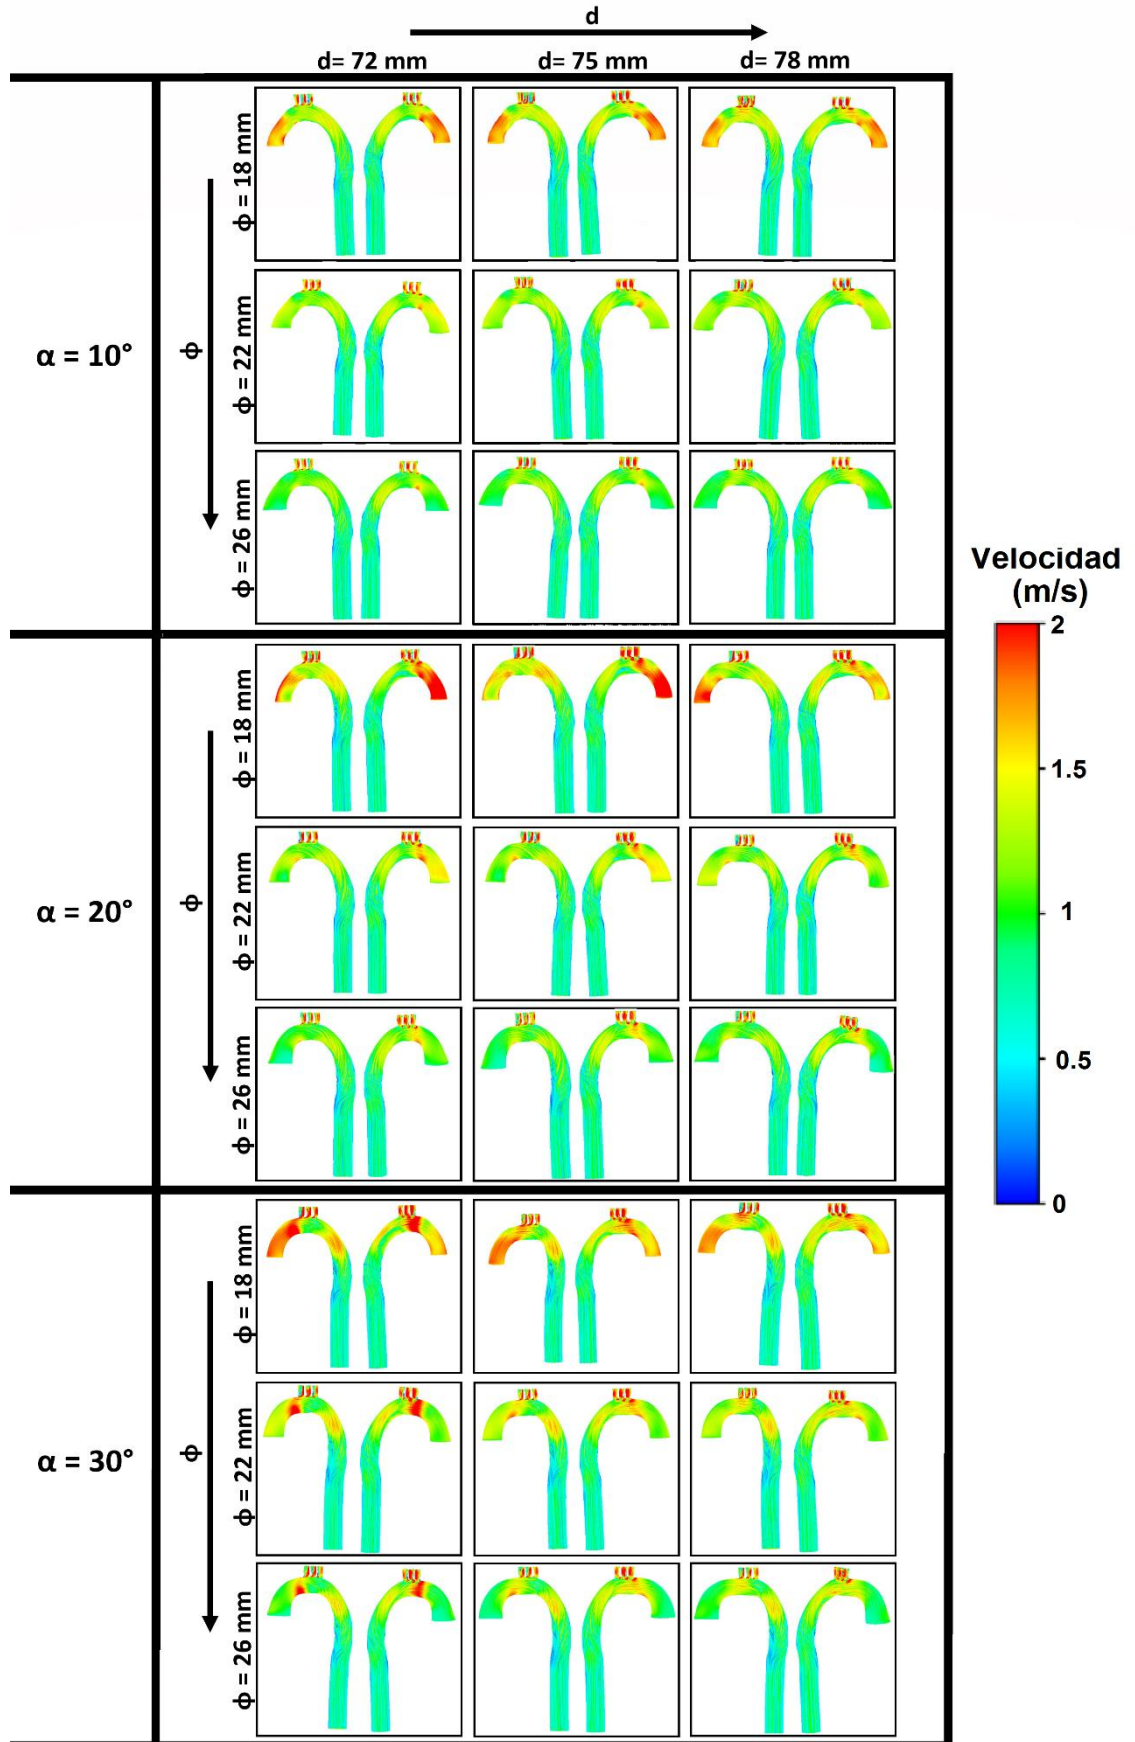 d
d= 72 mm
d= 75 mm
d= 78 mm
α = 10°
ϕ
ϕ = 18 mm
ϕ = 22 mm
ϕ = 26 mm
α = 20°
ϕ
ϕ = 18 mm
ϕ = 22 mm
ϕ = 26 mm
α = 30°
ϕ
ϕ = 18 mm
ϕ = 22 mm
ϕ = 26 mm
Velocidad
(m/s)
2
1.5
1
0.5
0